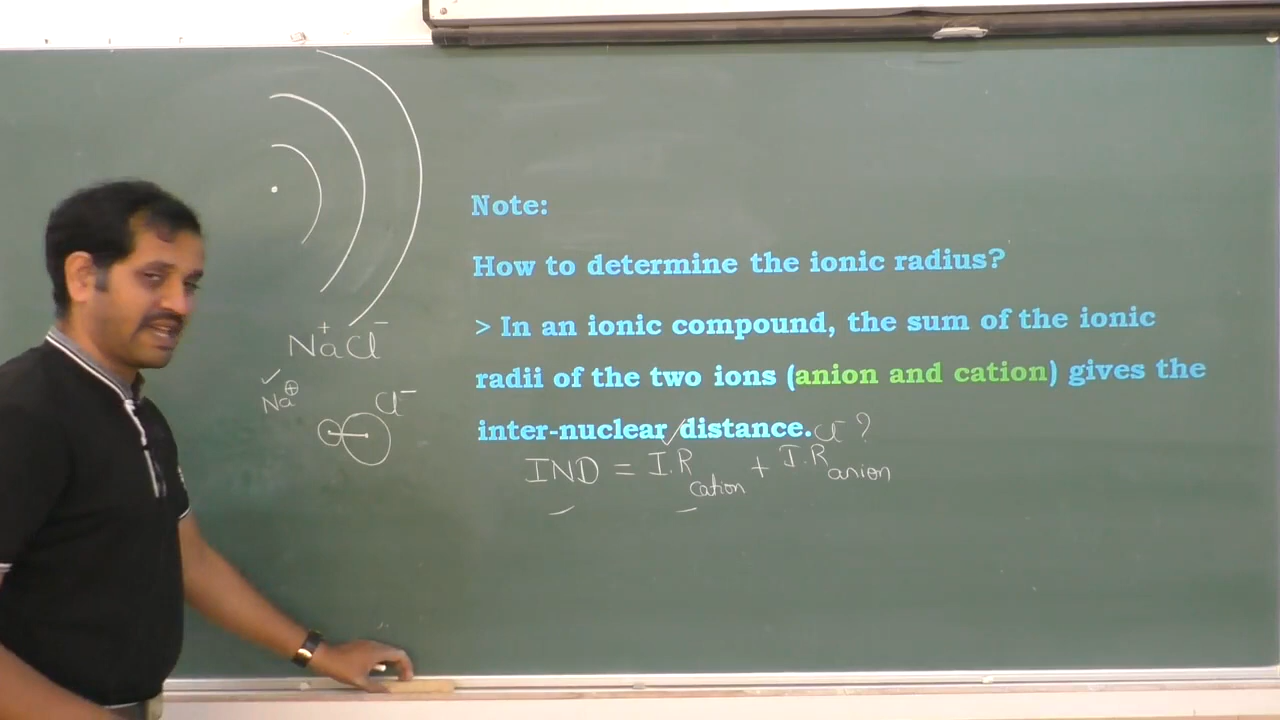 Note:
How to determine the ionic radius?
> In an ionic compound, the sum of the ionic
radii of the two ions (anion and cation) gives the
inter-nuclear distance. Cl⁻ ?
IND = I.R cation + I.R anion
Na⁺Cl⁻
✓
Na⊕
Cl⁻